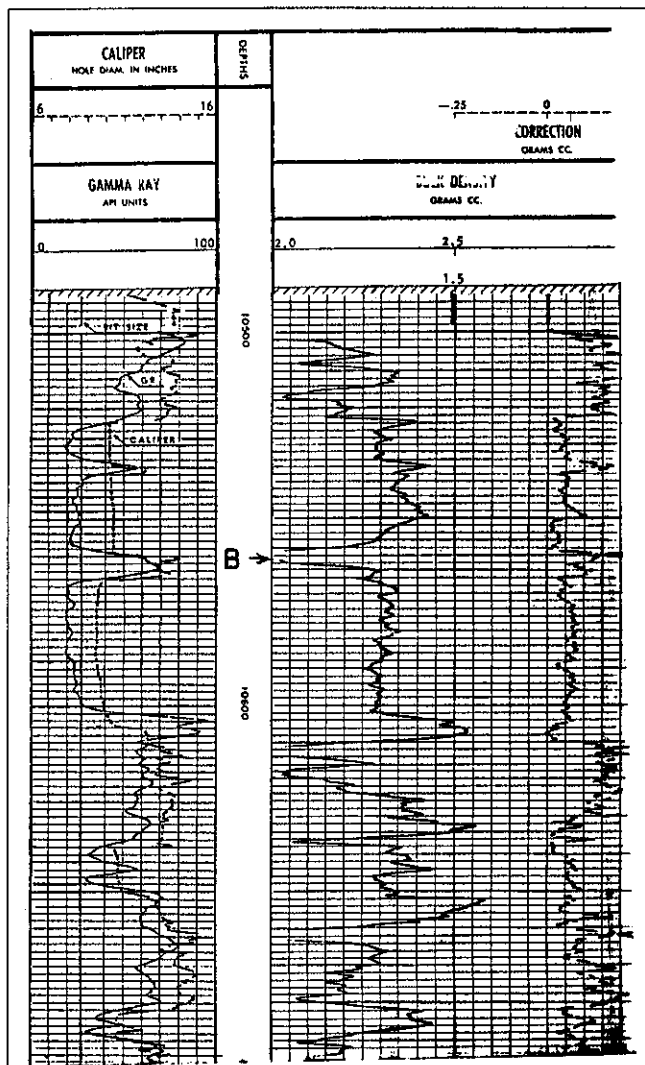 CALIPER
HOLE DIAM. IN INCHES
DEPTHS
6 16
-.25 0
CORRECTION
GRAMS CC.
GAMMA RAY
API UNITS
DENSITY
GRAMS CC.
0 100
2.0 2.5
1.5
10500
BIT SIZE
GR
CALIPER
B
10600